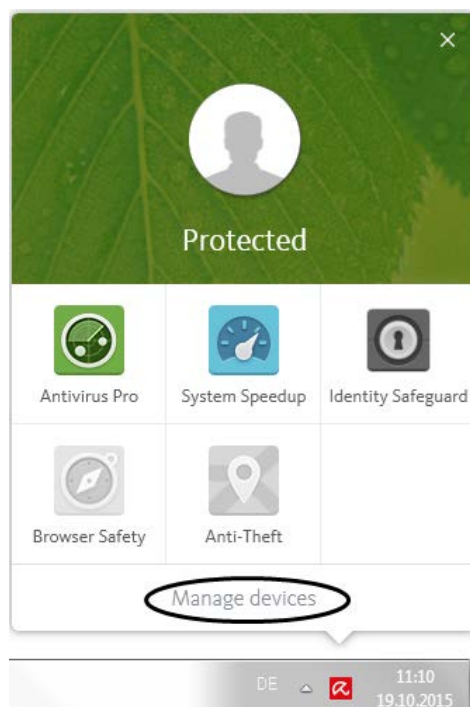 Protected
Antivirus Pro
System Speedup
Identity Safeguard
Browser Safety
Anti-Theft
Manage devices
DE
11:10
19.10.2015